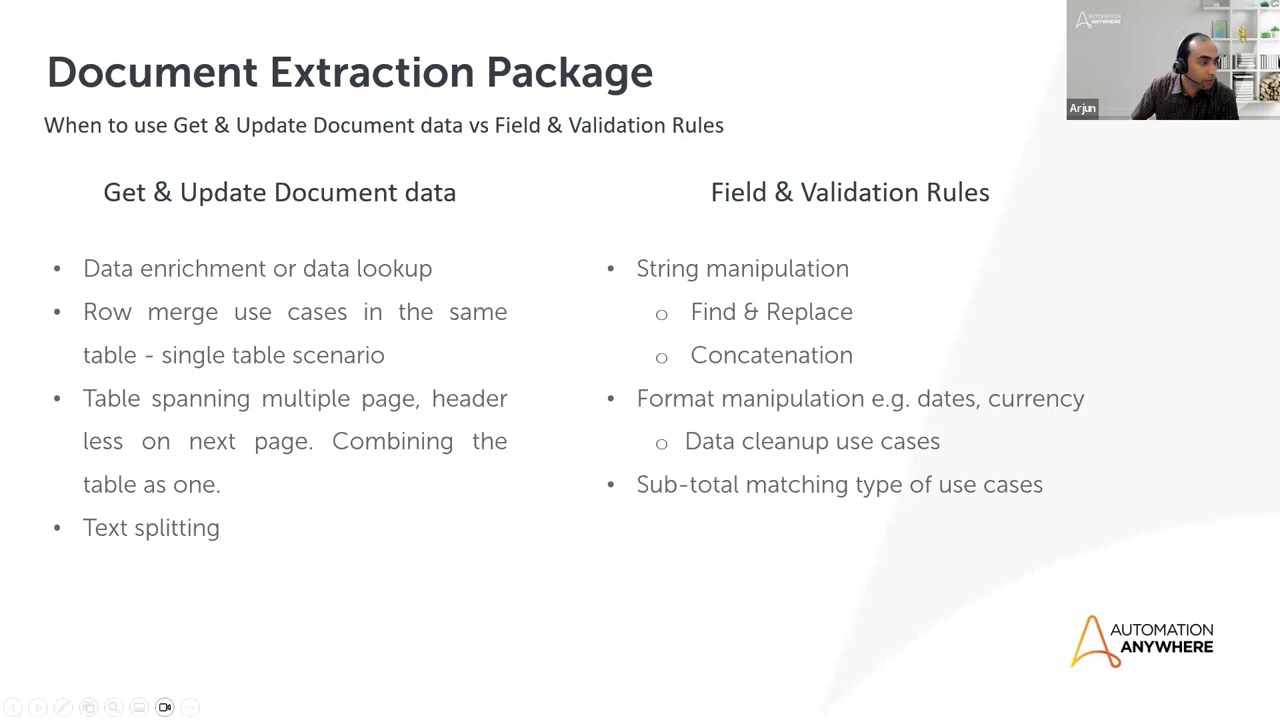 AUTOMATION
ANYWHERE
Arjun
Document Extraction Package
When to use Get & Update Document data vs Field & Validation Rules
Get & Update Document data
• Data enrichment or data lookup
• Row merge use cases in the same
table - single table scenario
• Table spanning multiple page, header
less on next page. Combining the
table as one.
• Text splitting
Field & Validation Rules
• String manipulation
o Find & Replace
o Concatenation
• Format manipulation e.g. dates, currency
o Data cleanup use cases
• Sub-total matching type of use cases
AUTOMATION
ANYWHERE